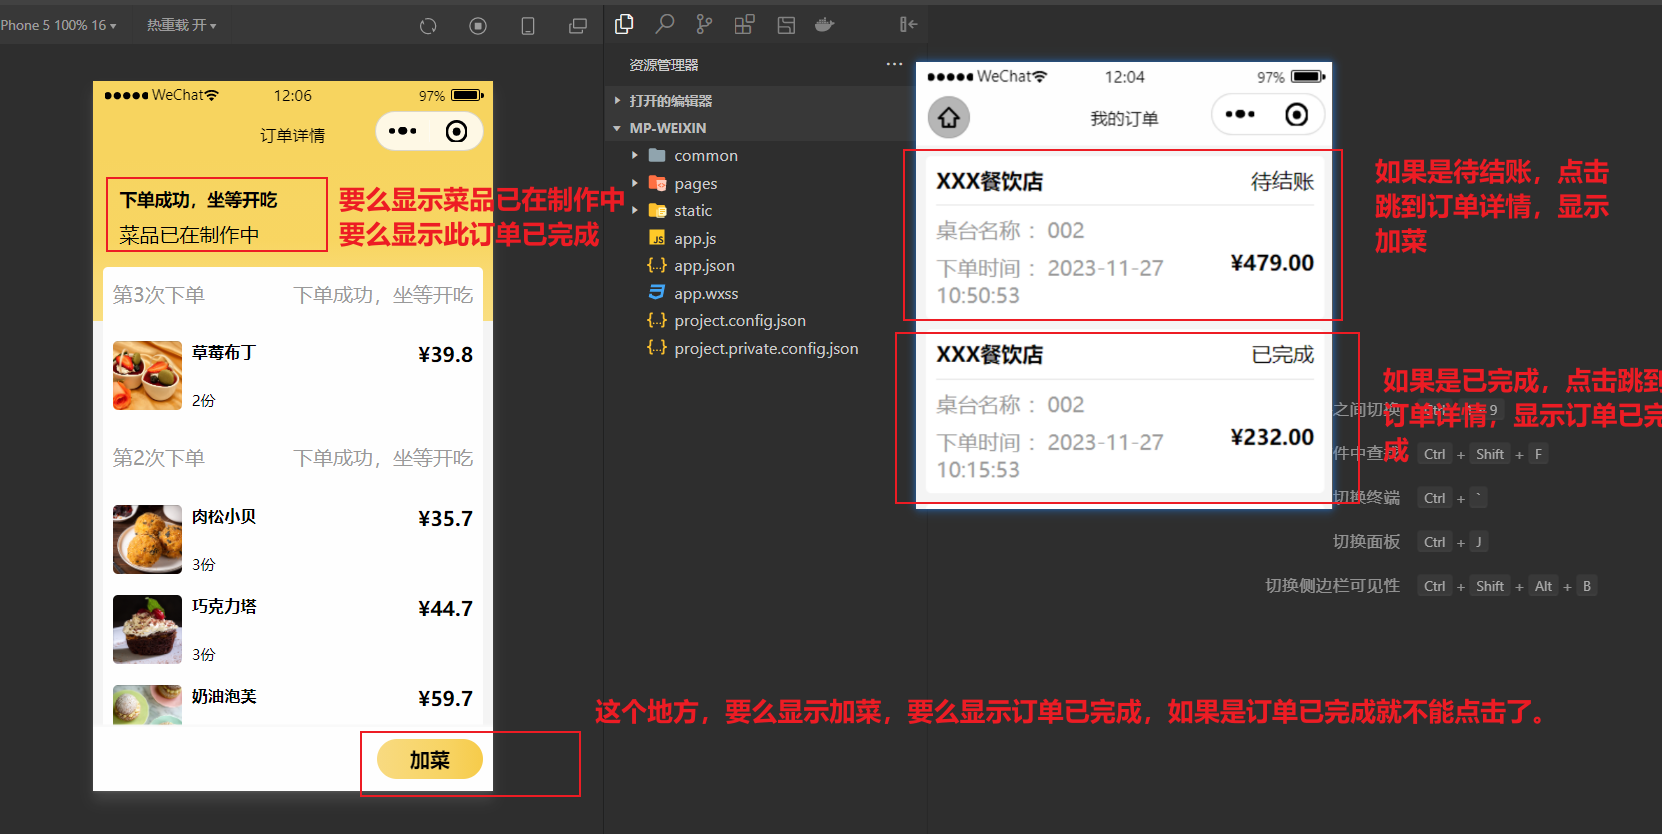 Phone 5 100% 16
热重载 开
资源管理器
打开的编辑器
MP-WEIXIN
common
pages
static
app.js
app.json
app.wxss
project.config.json
project.private.config.json
WeChat
12:06
97%
订单详情
下单成功，坐等开吃
菜品已在制作中
要么显示菜品已在制作中
要么显示此订单已完成
第3次下单
下单成功，坐等开吃
草莓布丁
¥39.8
2份
第2次下单
下单成功，坐等开吃
肉松小贝
¥35.7
3份
巧克力塔
¥44.7
3份
奶油泡芙
¥59.7
加菜
这个地方，要么显示加菜，要么显示订单已完成，如果是订单已完成就不能点击了。
WeChat
12:04
97%
我的订单
XXX餐饮店
待结账
桌台名称： 002
下单时间： 2023-11-27
10:50:53
¥479.00
XXX餐饮店
已完成
桌台名称： 002
下单时间： 2023-11-27
10:15:53
¥232.00
如果是待结账，点击
跳到订单详情，显示
加菜
如果是已完成，点击跳到
订单详情，显示订单已完
成
之间切换
9
件中查找 Ctrl + Shift + F
切换终端 Ctrl + `
切换面板 Ctrl + J
切换侧边栏可见性 Ctrl + Shift + Alt + B